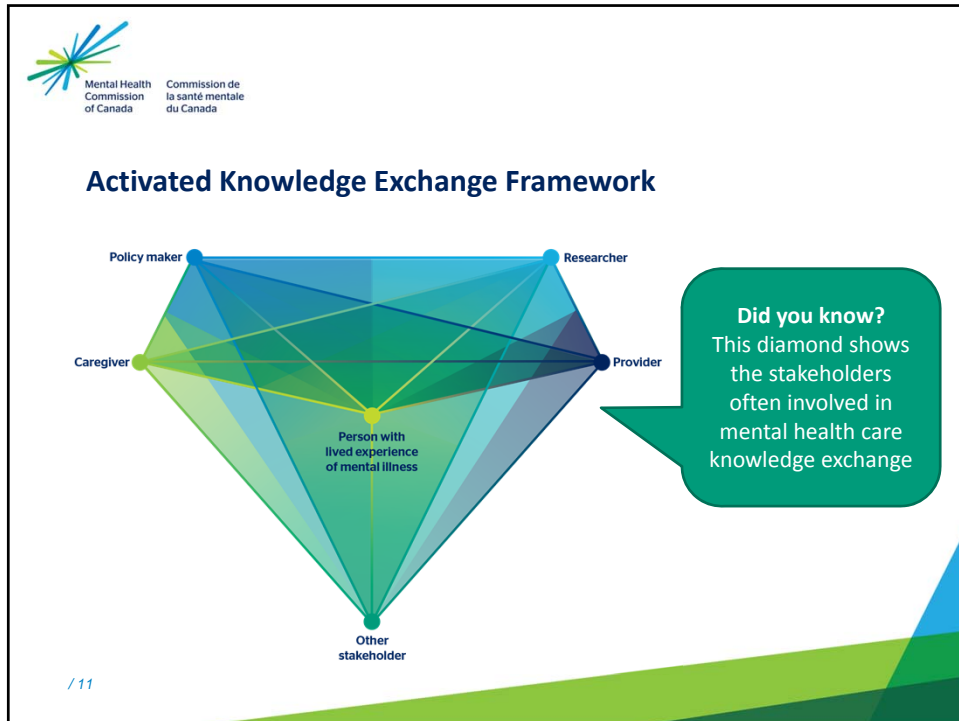 Mental Health
Commission
of Canada
Commission de
la santé mentale
du Canada
Activated Knowledge Exchange Framework
Policy maker
Researcher
Caregiver
Provider
Person with
lived experience
of mental illness
Other
stakeholder
Did you know?
This diamond shows
the stakeholders
often involved in
mental health care
knowledge exchange
/ 11